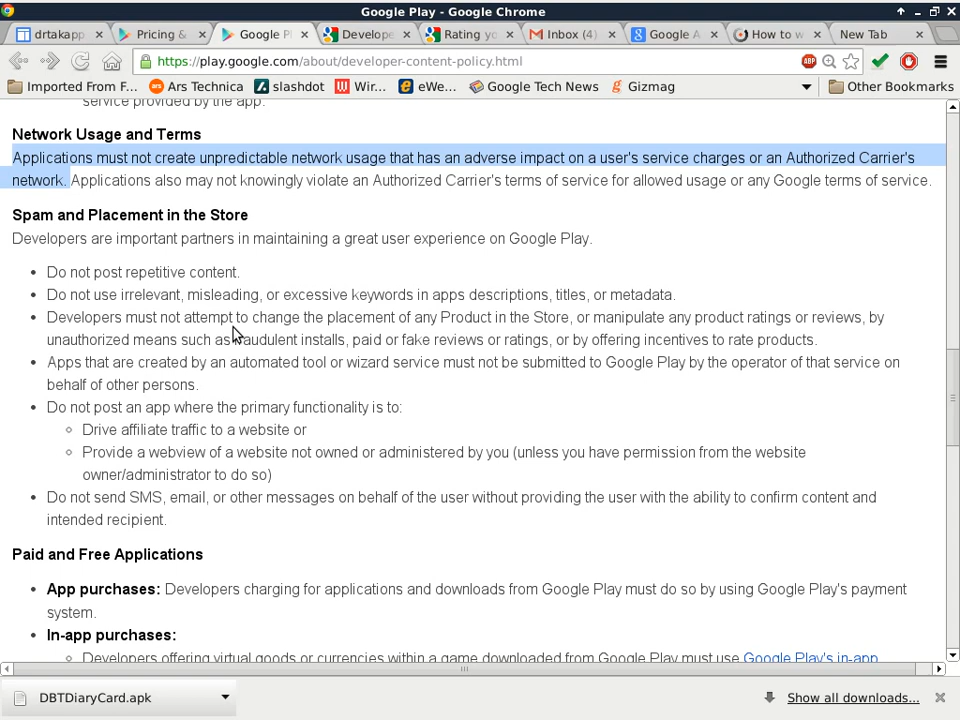 Google Play - Google Chrome
drtakapp
Pricing &
Google P
Develope
Rating yo
Inbox (4)
Google A
How to w
New Tab
https://play.google.com/about/developer-content-policy.html
ABP
Imported From F...
Ars Technica
slashdot
Wir...
eWe...
Google Tech News
Gizmag
Other Bookmarks
service provided by the app.
Network Usage and Terms
Applications must not create unpredictable network usage that has an adverse impact on a user's service charges or an Authorized Carrier's
network. Applications also may not knowingly violate an Authorized Carrier's terms of service for allowed usage or any Google terms of service.
Spam and Placement in the Store
Developers are important partners in maintaining a great user experience on Google Play.
• Do not post repetitive content.
• Do not use irrelevant, misleading, or excessive keywords in apps descriptions, titles, or metadata.
• Developers must not attempt to change the placement of any Product in the Store, or manipulate any product ratings or reviews, by
unauthorized means such as fraudulent installs, paid or fake reviews or ratings, or by offering incentives to rate products.
• Apps that are created by an automated tool or wizard service must not be submitted to Google Play by the operator of that service on
behalf of other persons.
• Do not post an app where the primary functionality is to:
○ Drive affiliate traffic to a website or
○ Provide a webview of a website not owned or administered by you (unless you have permission from the website
owner/administrator to do so)
• Do not send SMS, email, or other messages on behalf of the user without providing the user with the ability to confirm content and
intended recipient.
Paid and Free Applications
• App purchases: Developers charging for applications and downloads from Google Play must do so by using Google Play's payment
system.
• In-app purchases:
○ Developers offering virtual goods or currencies within a game downloaded from Google Play must use Google Play's in-app
DBTDiaryCard.apk
Show all downloads...